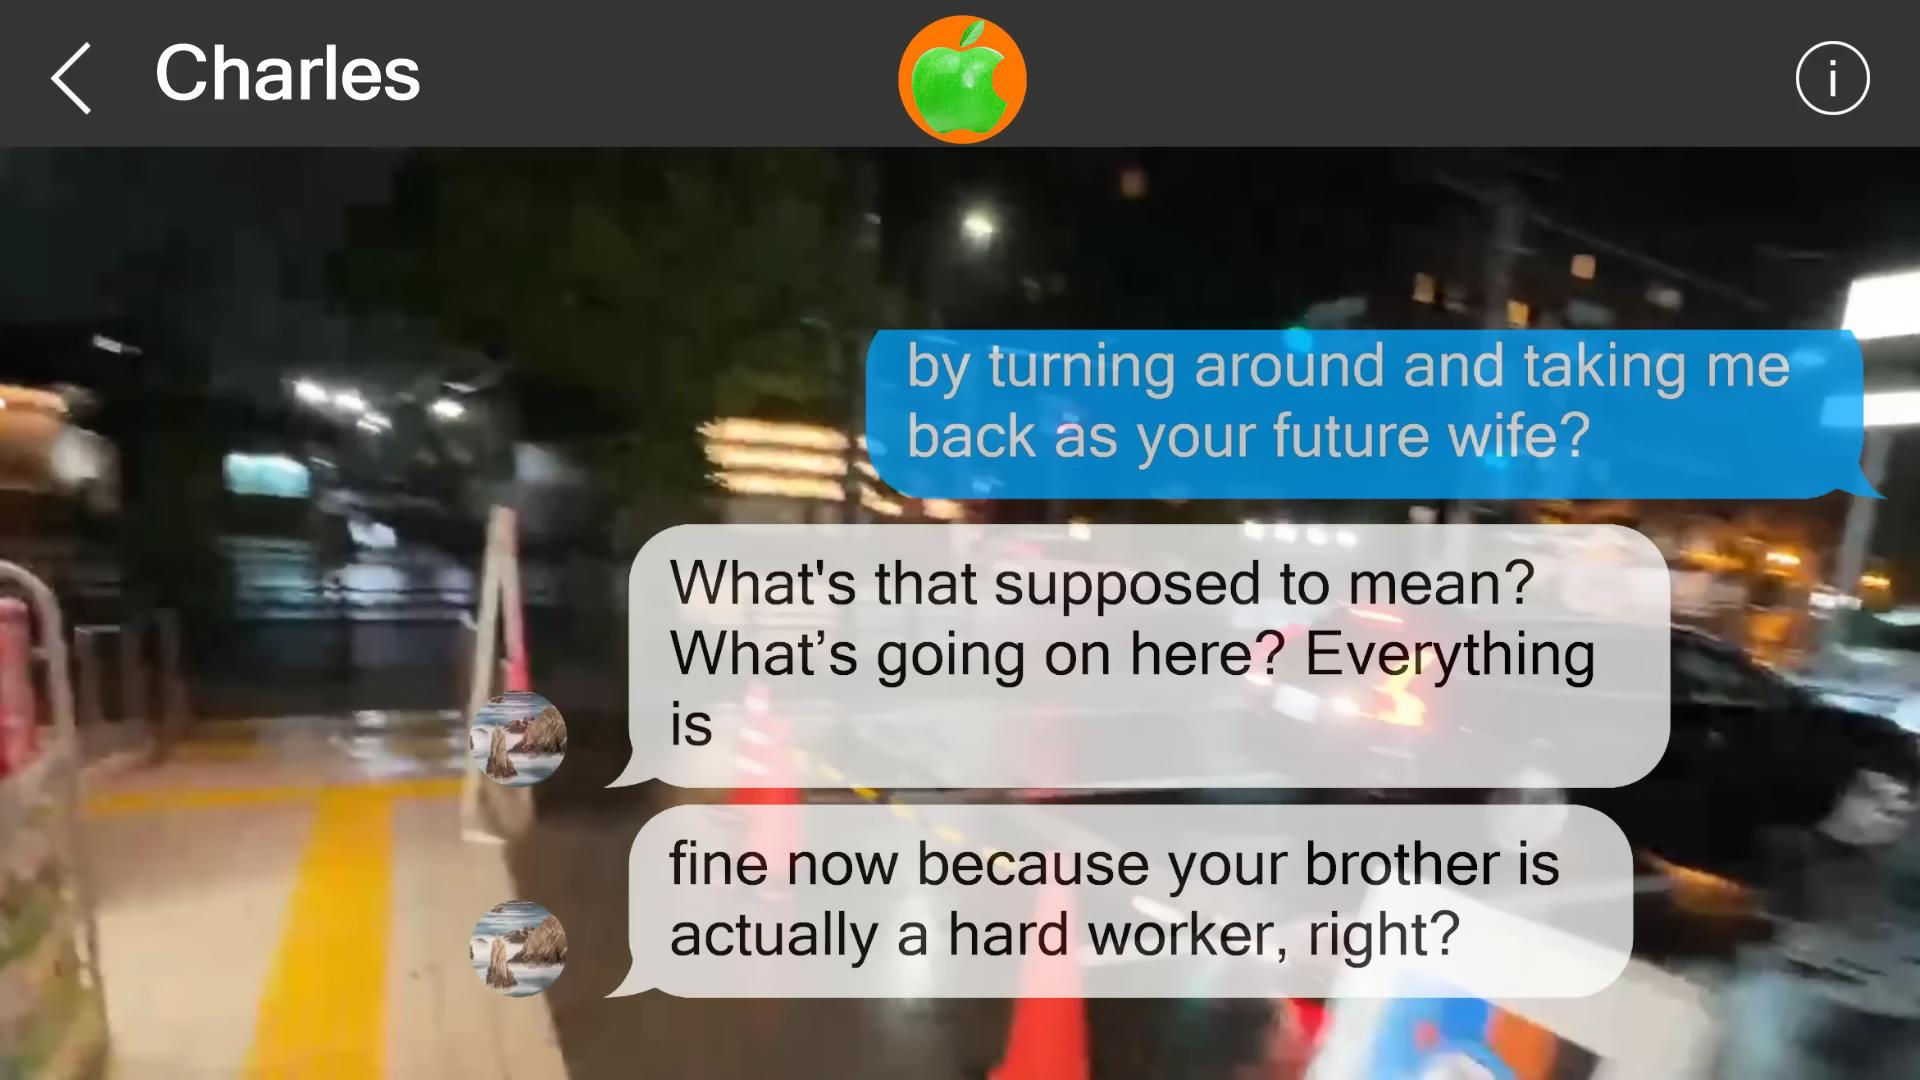 Charles
i
by turning around and taking me
back as your future wife?
What's that supposed to mean?
What’s going on here? Everything
is
fine now because your brother is
actually a hard worker, right?